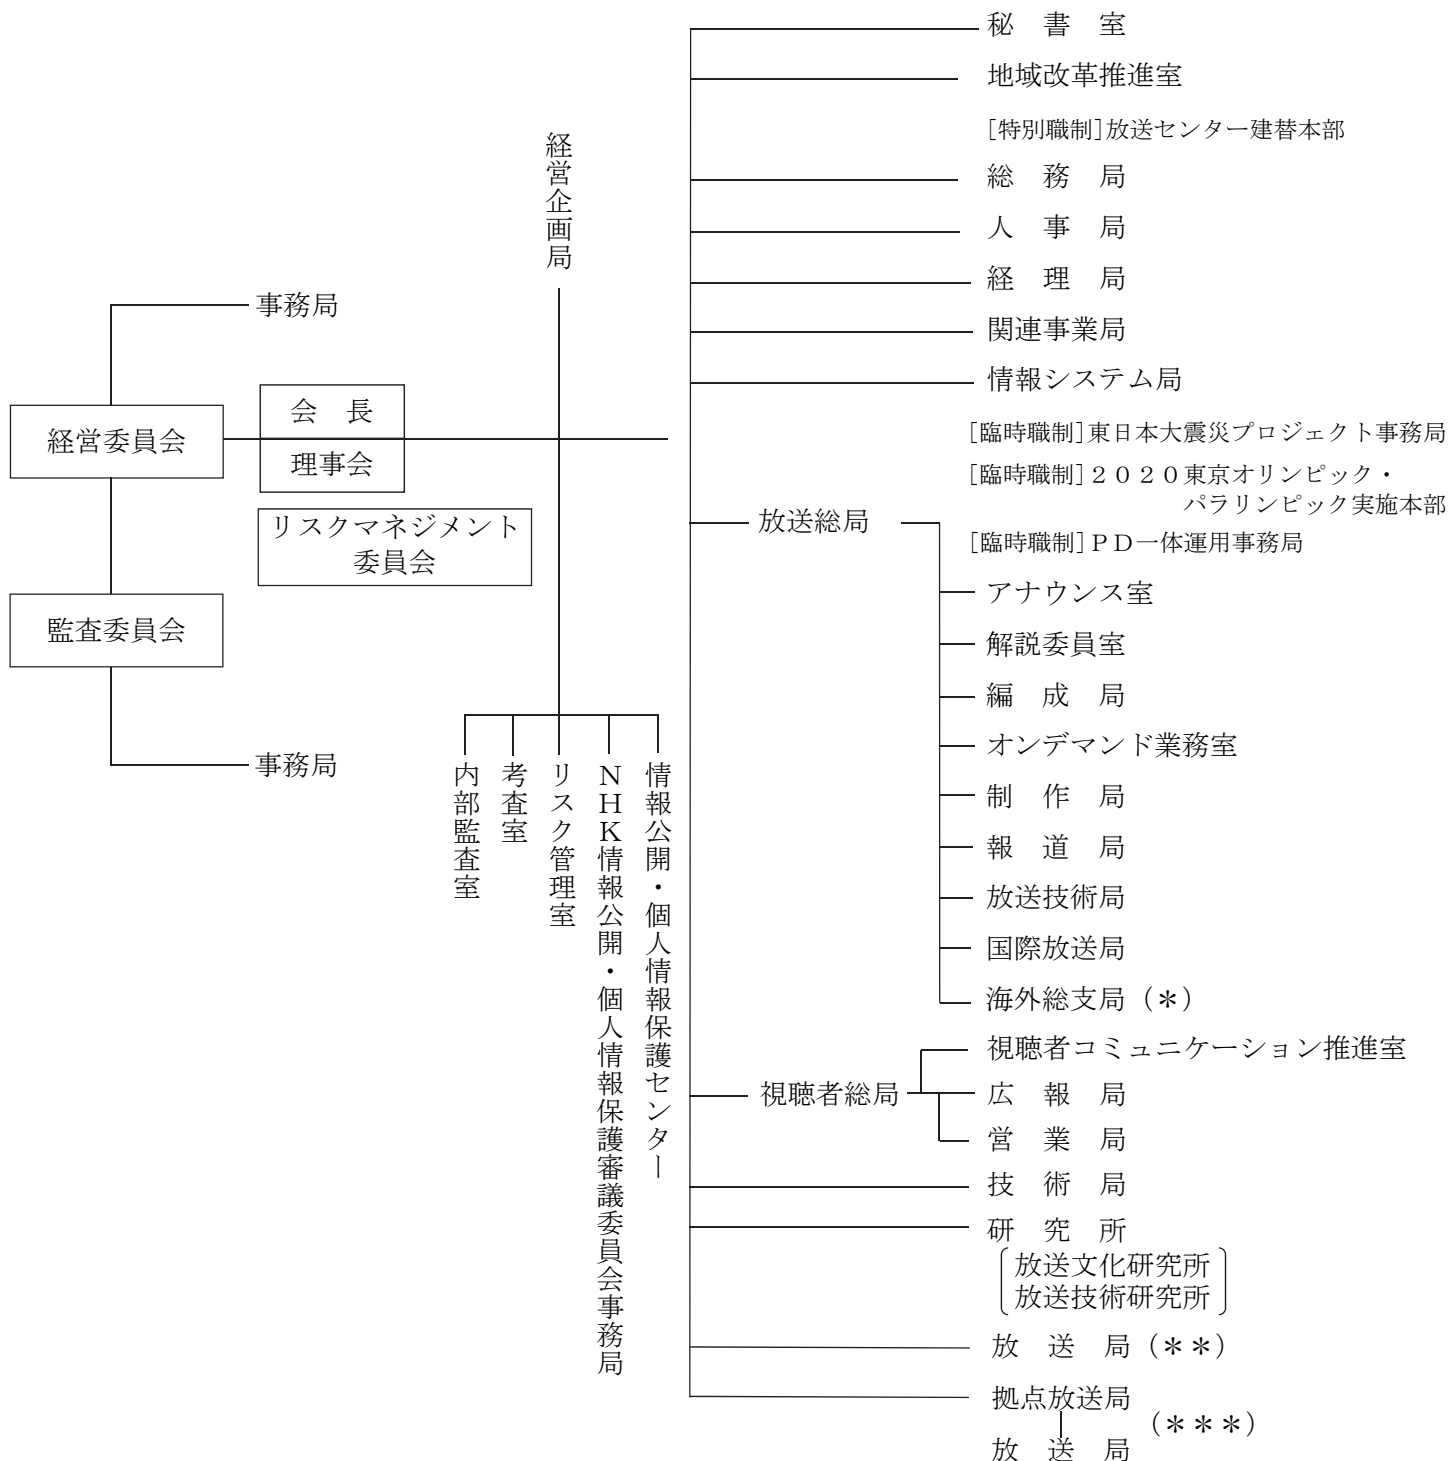 経営企画局
事務局
経営委員会
会　長
理事会
リスクマネジメント
委員会
監査委員会
事務局
内部監査室
考査室
リスク管理室
ＮＨＫ情報公開・個人情報保護審議委員会事務局
情報公開・個人情報保護センター
秘　書　室
地域改革推進室
［特別職制］放送センター建替本部
総　務　局
人　事　局
経　理　局
関連事業局
情報システム局
［臨時職制］東日本大震災プロジェクト事務局
［臨時職制］２０２０東京オリンピック・
パラリンピック実施本部
［臨時職制］ＰＤ一体運用事務局
放送総局
アナウンス室
解説委員室
編　成　局
オンデマンド業務室
制　作　局
報　道　局
放送技術局
国際放送局
海外総支局（＊）
視聴者総局
視聴者コミュニケーション推進室
広　報　局
営　業　局
技　術　局
研　究　所
放送文化研究所
放送技術研究所
放　送　局（＊＊）
拠点放送局
（＊＊＊）
放　送　局